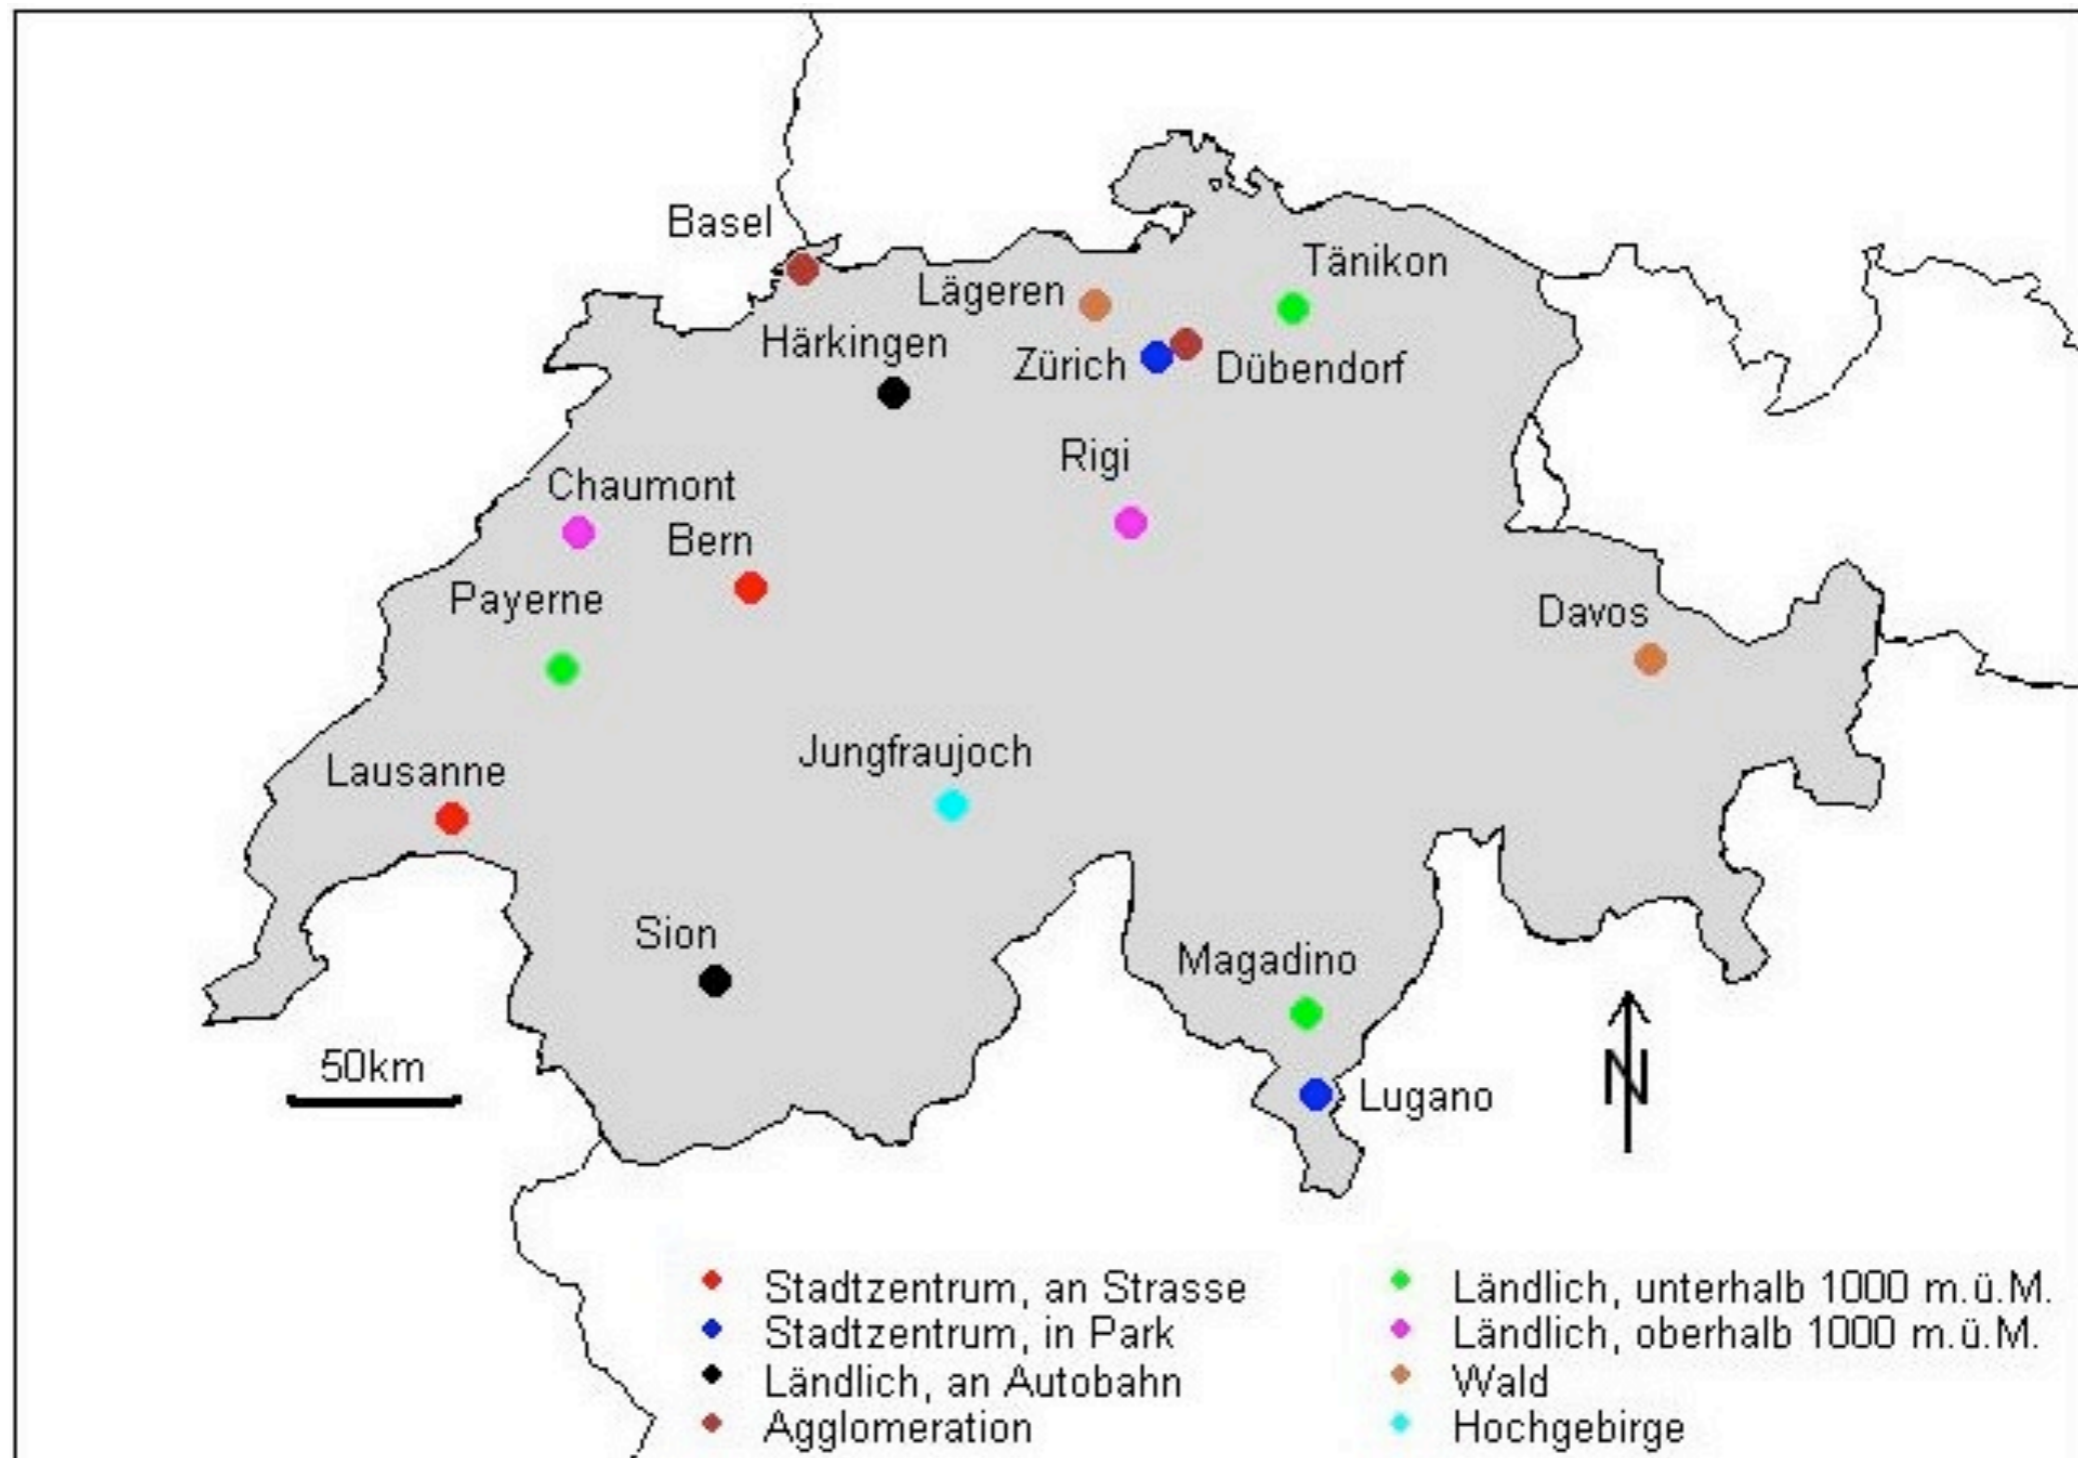 Basel
Tänikon
Lägeren
Härkingen
Zürich
Dübendorf
Rigi
Chaumont
Bern
Payerne
Davos
Jungfraujoch
Lausanne
Sion
Magadino
50km
N
Lugano
Stadtzentrum, an Strasse
Stadtzentrum, in Park
Ländlich, an Autobahn
Agglomeration
Ländlich, unterhalb 1000 m.ü.M.
Ländlich, oberhalb 1000 m.ü.M.
Wald
Hochgebirge